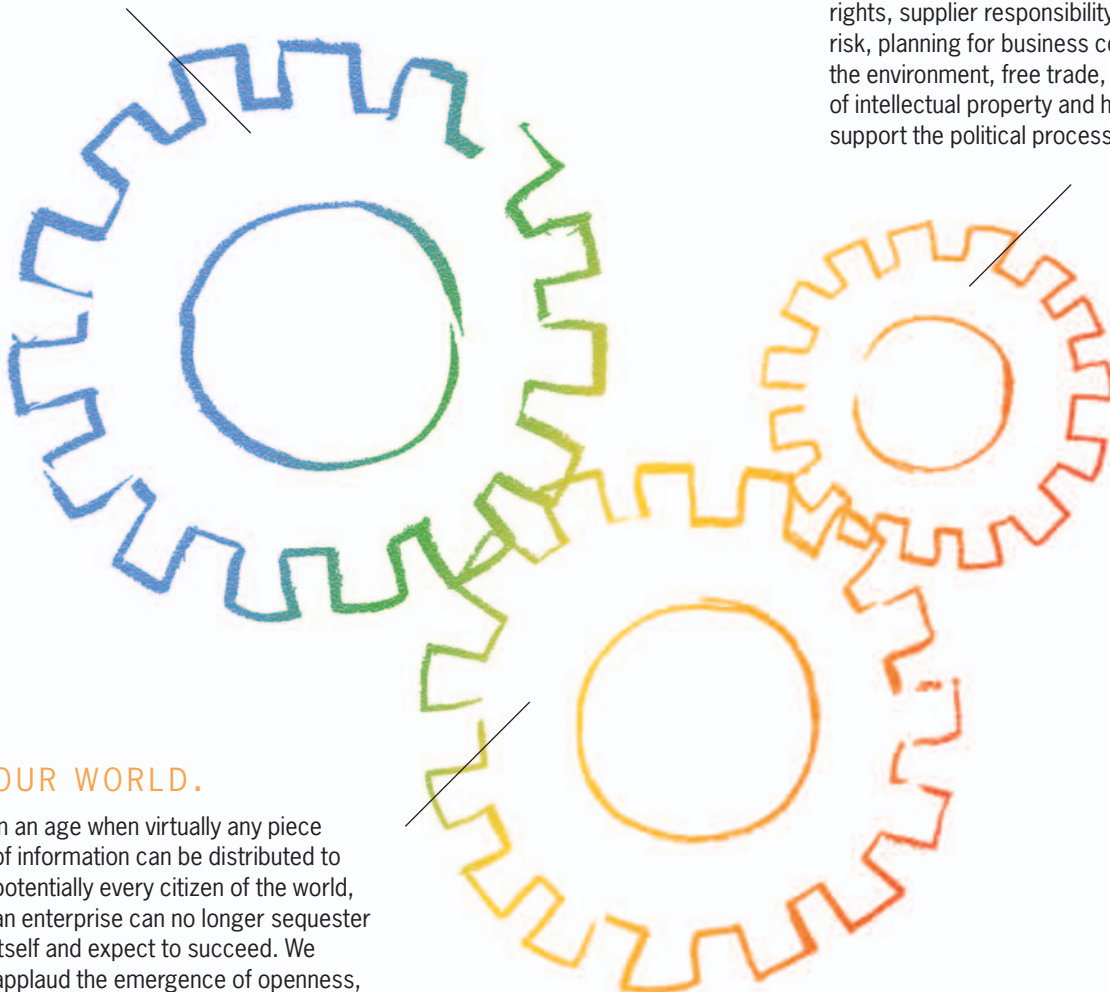 rights, supplier responsibility
risk, planning for business
the environment, free trade,
of intellectual property and
support the political process
OUR WORLD.
an age when virtually any piece
of information can be distributed to
potentially every citizen of the world,
an enterprise can no longer sequester
itself and expect to succeed. We
applaud the emergence of openness,